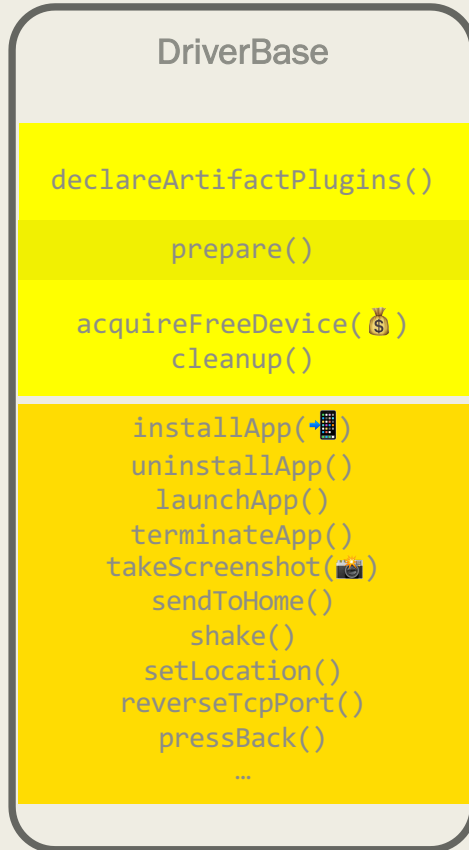 DriverBase
declareArtifactPlugins()
prepare()
acquireFreeDevice(💰)
cleanup()
installApp(📲)
uninstallApp()
launchApp()
terminateApp()
takeScreenshot(📸)
sendToHome()
shake()
setLocation()
reverseTcpPort()
pressBack()
…